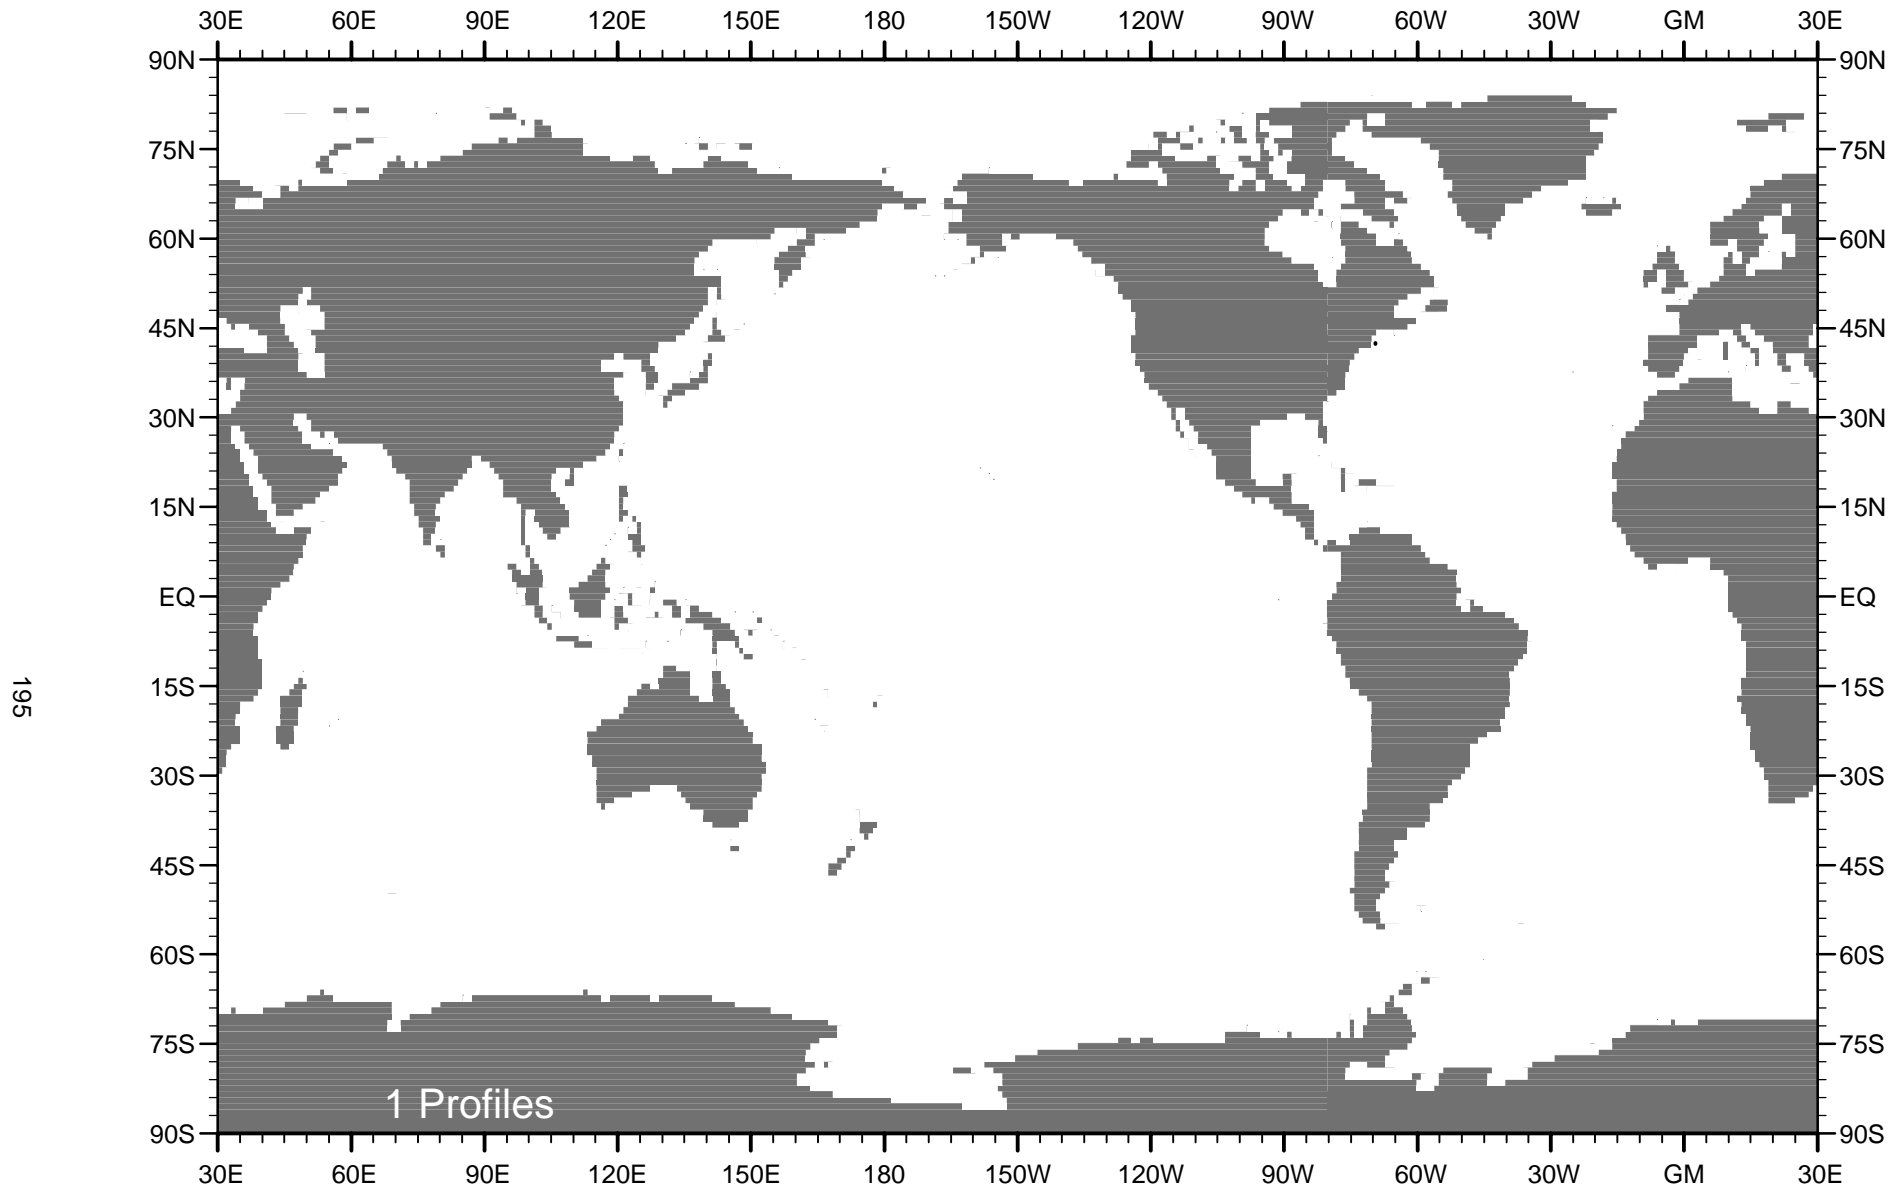 30E 60E 90E 120E 150E 180 150W 120W 90W 60W 30W GM 30E
90N 90N
75N 75N
60N 60N
45N 45N
30N 30N
15N 15N
EQ EQ
195
15S 15S
30S 30S
45S 45S
60S 60S
75S 75S
1 Profiles
90S 90S
30E 60E 90E 120E 150E 180 150W 120W 90W 60W 30W GM 30E